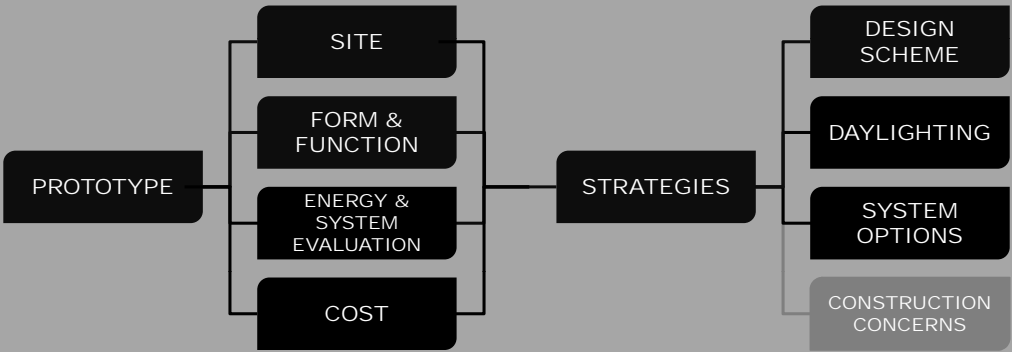 PROTOTYPE
SITE
FORM &
FUNCTION
ENERGY &
SYSTEM
EVALUATION
COST
STRATEGIES
DESIGN
SCHEME
DAYLIGHTING
SYSTEM
OPTIONS
CONSTRUCTION
CONCERNS